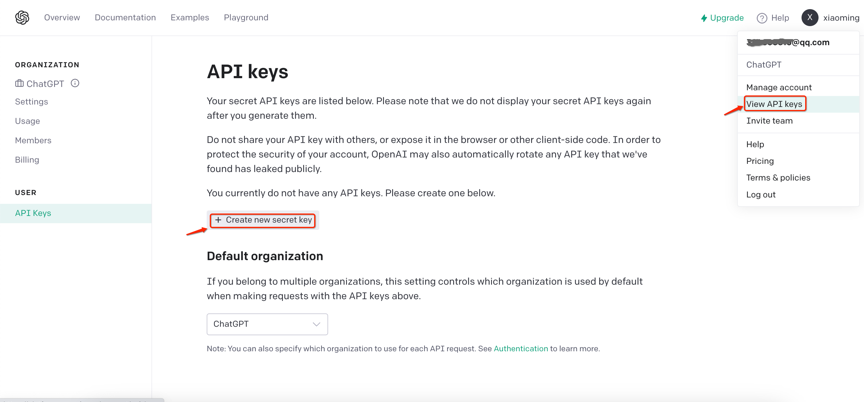 Overview Documentation Examples Playground
Upgrade Help X xiaoming
@qq.com
ChatGPT
Manage account
View API keys
Invite team
Help
Pricing
Terms & policies
Log out
ORGANIZATION
ChatGPT
Settings
Usage
Members
Billing
USER
API Keys
API keys
Your secret API keys are listed below. Please note that we do not display your secret API keys again
after you generate them.
Do not share your API key with others, or expose it in the browser or other client-side code. In order to
protect the security of your account, OpenAI may also automatically rotate any API key that we've
found has leaked publicly.
You currently do not have any API keys. Please create one below.
+ Create new secret key
Default organization
If you belong to multiple organizations, this setting controls which organization is used by default
when making requests with the API keys above.
ChatGPT
Note: You can also specify which organization to use for each API request. See Authentication to learn more.